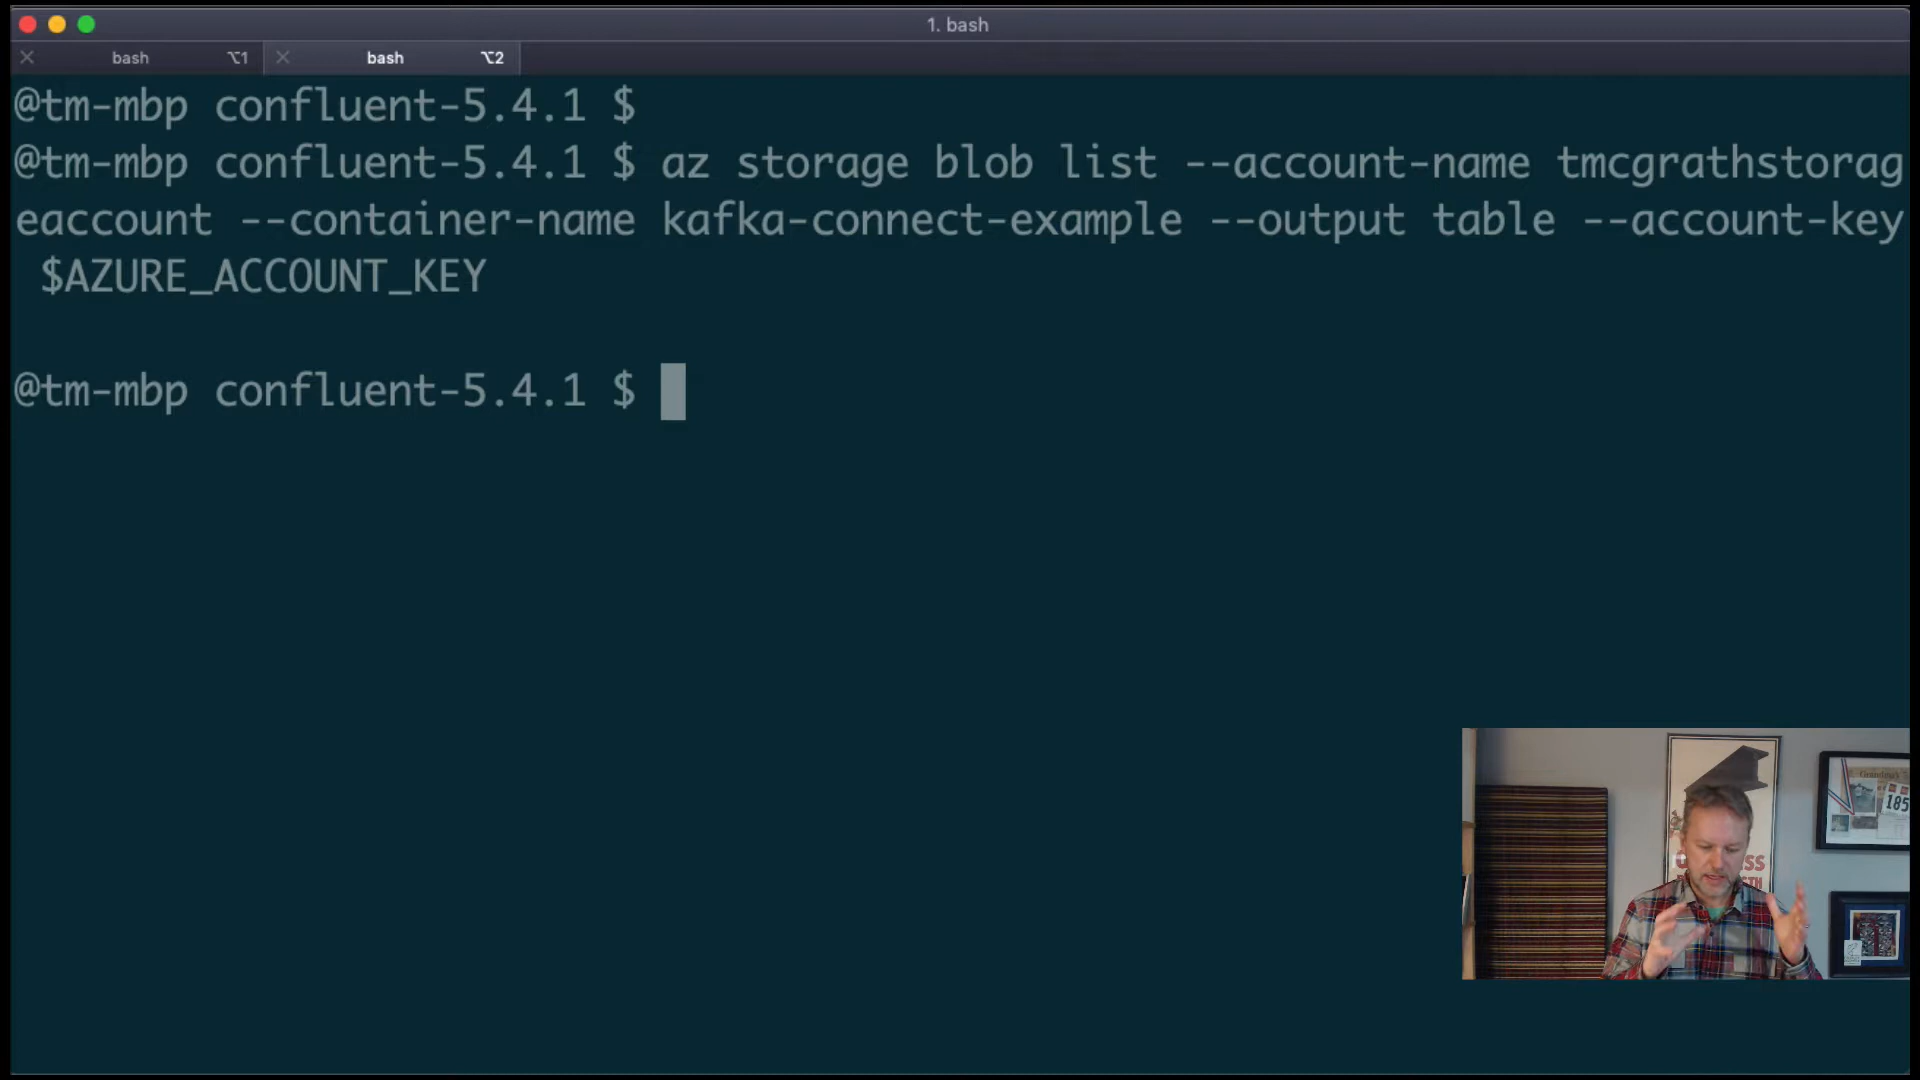 1. bash
bash ⌥1 bash ⌥2
@tm-mbp confluent-5.4.1 $
@tm-mbp confluent-5.4.1 $ az storage blob list --account-name tmcgrathstorag
eaccount --container-name kafka-connect-example --output table --account-key
$AZURE_ACCOUNT_KEY
@tm-mbp confluent-5.4.1 $
185